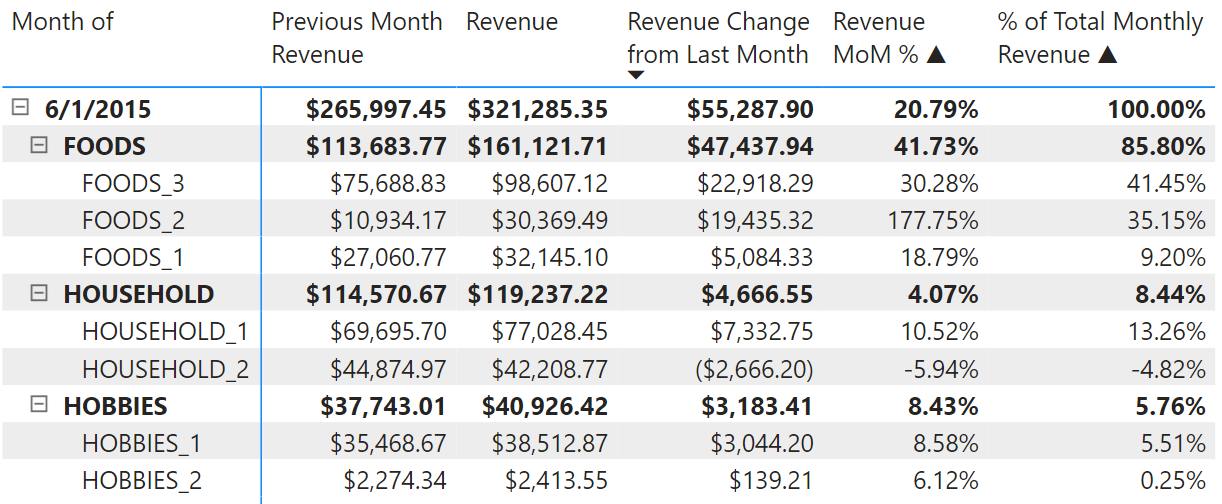 Month of Previous Month Revenue Revenue Change Revenue % of Total Monthly
Revenue from Last Month MoM % ▲ Revenue ▲
6/1/2015 $265,997.45 $321,285.35 $55,287.90 20.79% 100.00%
FOODS $113,683.77 $161,121.71 $47,437.94 41.73% 85.80%
FOODS_3 $75,688.83 $98,607.12 $22,918.29 30.28% 41.45%
FOODS_2 $10,934.17 $30,369.49 $19,435.32 177.75% 35.15%
FOODS_1 $27,060.77 $32,145.10 $5,084.33 18.79% 9.20%
HOUSEHOLD $114,570.67 $119,237.22 $4,666.55 4.07% 8.44%
HOUSEHOLD_1 $69,695.70 $77,028.45 $7,332.75 10.52% 13.26%
HOUSEHOLD_2 $44,874.97 $42,208.77 ($2,666.20) -5.94% -4.82%
HOBBIES $37,743.01 $40,926.42 $3,183.41 8.43% 5.76%
HOBBIES_1 $35,468.67 $38,512.87 $3,044.20 8.58% 5.51%
HOBBIES_2 $2,274.34 $2,413.55 $139.21 6.12% 0.25%